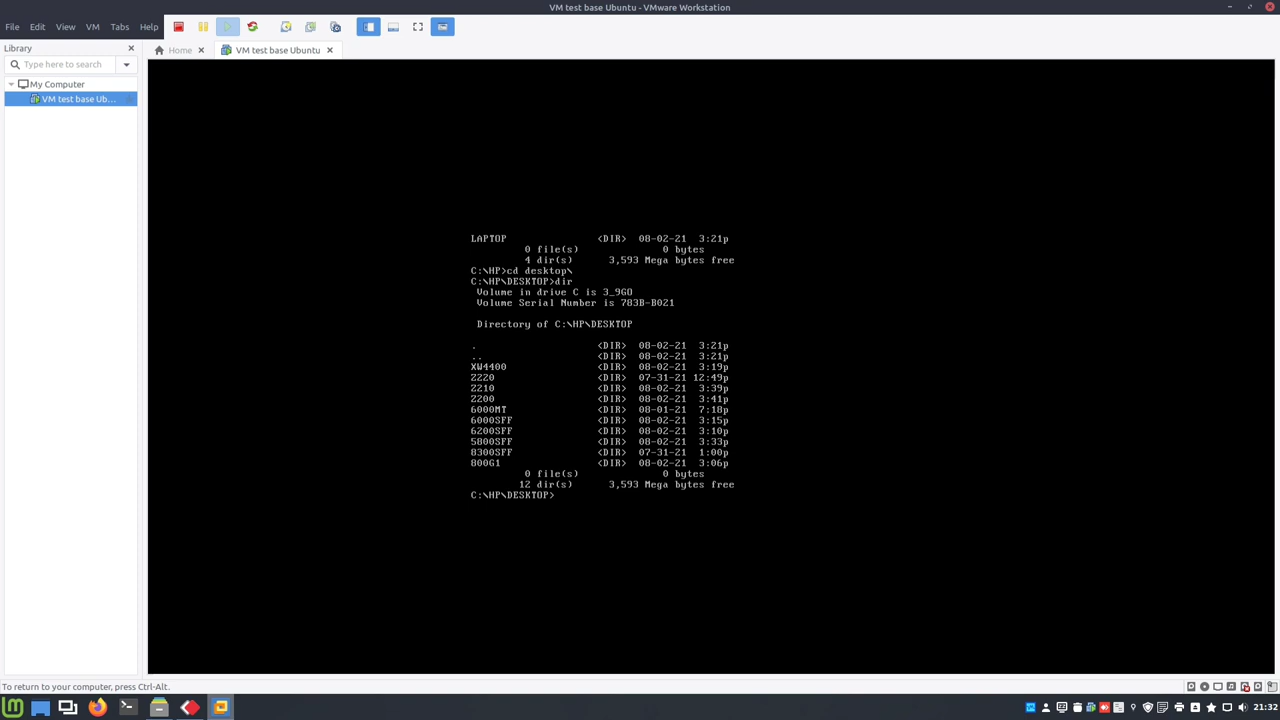 VM test base Ubuntu - VMware Workstation
File Edit View VM Tabs Help
Library
Home
VM test base Ubuntu
Type here to search
My Computer
VM test base Ub...
LAPTOP <DIR> 08-02-21 3:21p
0 file(s) 0 bytes
4 dir(s) 3,593 Mega bytes free
C:\HP>cd desktop\
C:\HP\DESKTOP>dir
Volume in drive C is 3_9GO
Volume Serial Number is 783B-B021
Directory of C:\HP\DESKTOP
. <DIR> 08-02-21 3:21p
.. <DIR> 08-02-21 3:21p
XW4400 <DIR> 08-02-21 3:19p
Z220 <DIR> 07-31-21 12:49p
Z210 <DIR> 08-02-21 3:39p
Z200 <DIR> 08-02-21 3:41p
6000MT <DIR> 08-01-21 7:18p
6000SFF <DIR> 08-02-21 3:15p
6200SFF <DIR> 08-02-21 3:10p
5800SFF <DIR> 08-02-21 3:33p
8300SFF <DIR> 07-31-21 1:00p
800G1 <DIR> 08-02-21 3:06p
0 file(s) 0 bytes
12 dir(s) 3,593 Mega bytes free
C:\HP\DESKTOP>
To return to your computer, press Ctrl-Alt.
21:32